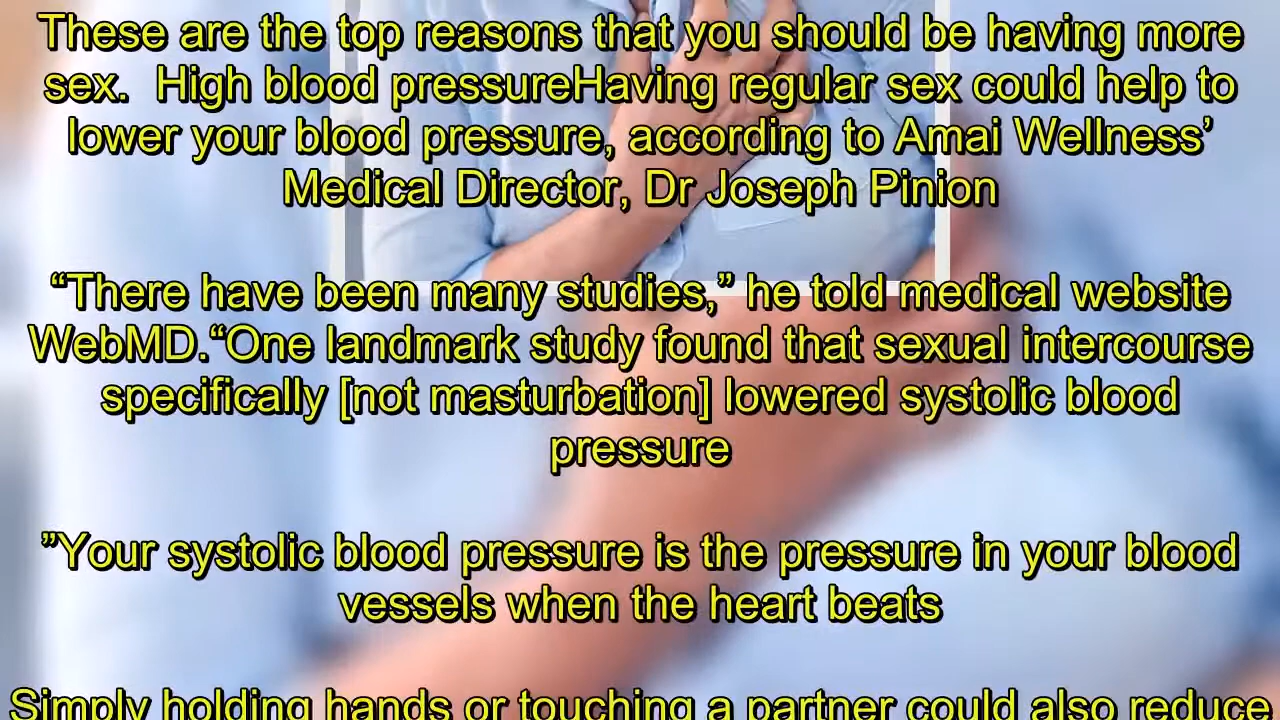 These are the top reasons that you should be having more
sex.  High blood pressureHaving regular sex could help to
lower your blood pressure, according to Amai Wellness’
Medical Director, Dr Joseph Pinion
“There have been many studies,” he told medical website
WebMD.“One landmark study found that sexual intercourse
specifically [not masturbation] lowered systolic blood
pressure
”Your systolic blood pressure is the pressure in your blood
vessels when the heart beats
Simply holding hands or touching a partner could also reduce